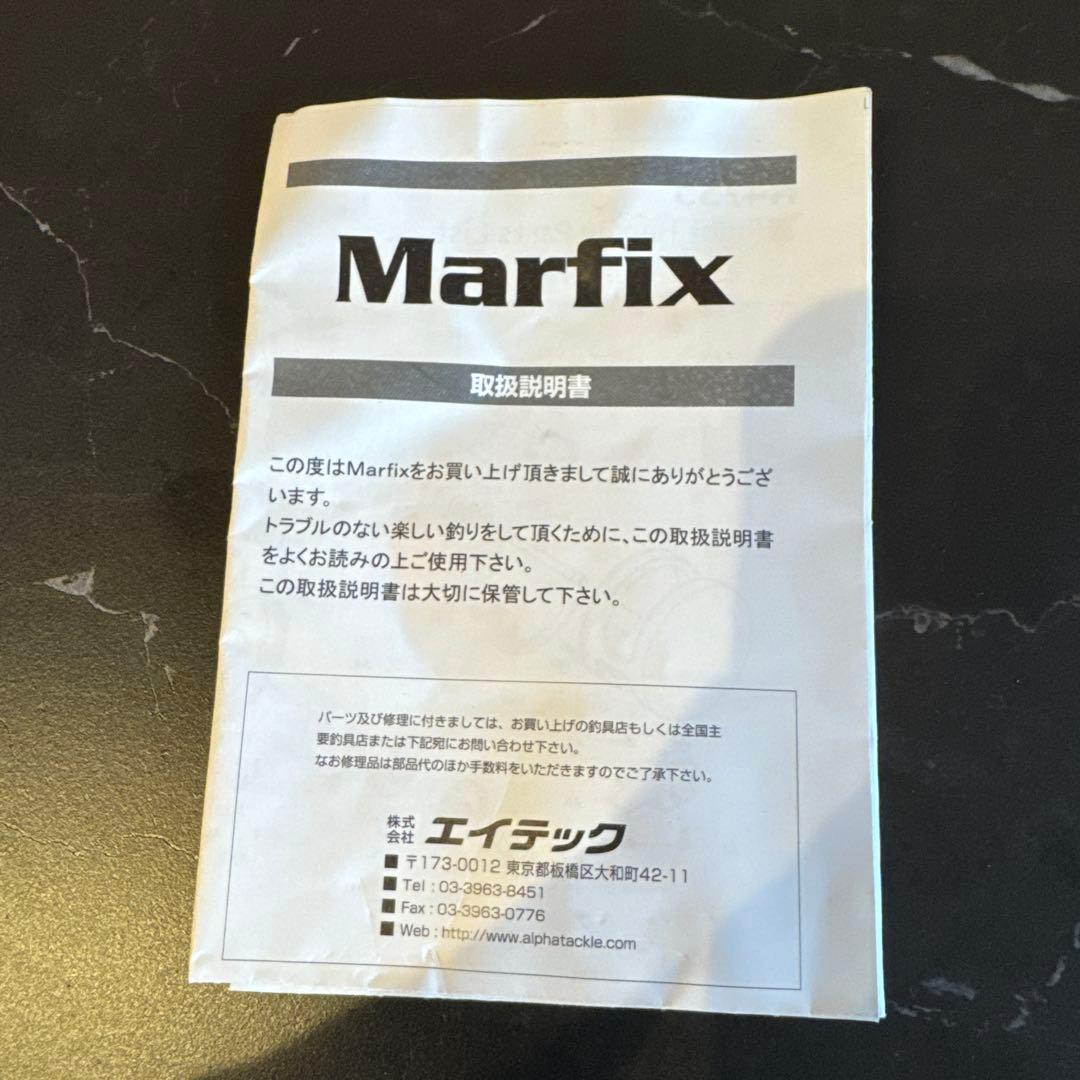 Marfix
取扱説明書
この度はMarfixをお買い上げ頂きまして誠にありがとうござ
います。
トラブルのない楽しい釣りをして頂くために、この取扱説明書
をよくお読みの上ご使用下さい。
この取扱説明書は大切に保管して下さい。
パーツ及び修理に付きましては、お買い上げの釣具店もしくは全国主
要釣具店または下記宛にお問い合わせ下さい。
なお修理品は部品代のほか手数料をいただきますのでご了承下さい。
株式会社 エイテック
■ 〒173-0012 東京都板橋区大和町42-11
■ Tel : 03-3963-8451
■ Fax : 03-3963-0776
■ Web : http://www.alphatackle.com